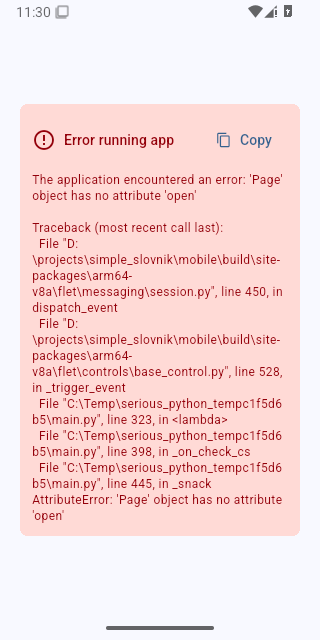 11:30
Error running app
Copy
The application encountered an error: 'Page'
object has no attribute 'open'
Traceback (most recent call last):
File "D:
\projects\simple_slovnik\mobile\build\site-
packages\arm64-
v8a\flet\messaging\session.py", line 450, in
dispatch_event
File "D:
\projects\simple_slovnik\mobile\build\site-
packages\arm64-
v8a\flet\controls\base_control.py", line 528,
in _trigger_event
File "C:\Temp\serious_python_tempc1f5d6
b5\main.py", line 323, in <lambda>
File "C:\Temp\serious_python_tempc1f5d6
b5\main.py", line 398, in _on_check_cs
File "C:\Temp\serious_python_tempc1f5d6
b5\main.py", line 445, in _snack
AttributeError: 'Page' object has no attribute
'open'